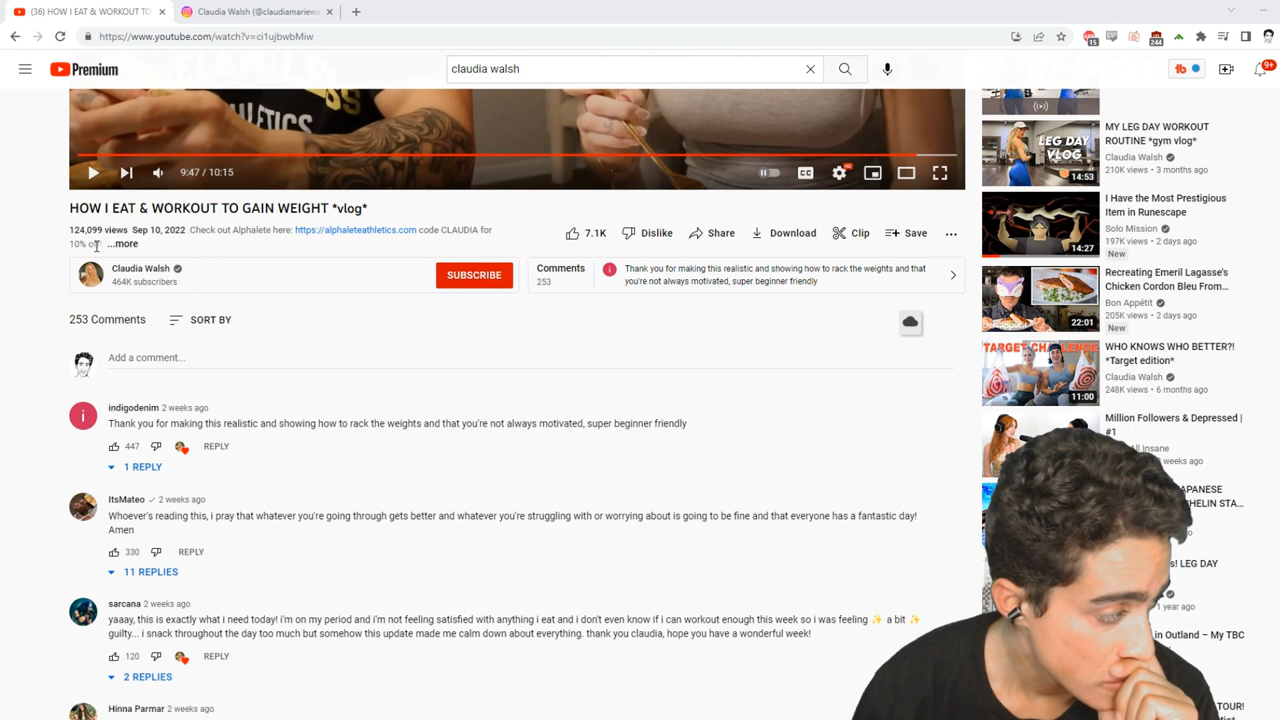 (36) HOW I EAT & WORKOUT TO
Claudia Walsh (@claudiamariew
https://www.youtube.com/watch?v=ci1ujbwbMiw
15
244
Premium
claudia walsh
9+
ATHLETICS
9:47 / 10:15
CC
HD
HOW I EAT & WORKOUT TO GAIN WEIGHT *vlog*
124,099 views Sep 10, 2022 Check out Alphalete here: https://alphaleteathletics.com code CLAUDIA for
10% off ...more
7.1K Dislike Share Download Clip Save
Claudia Walsh
464K subscribers
SUBSCRIBE
Comments
253
Thank you for making this realistic and showing how to rack the weights and that
you're not always motivated, super beginner friendly
253 Comments SORT BY
Add a comment...
indigodenim 2 weeks ago
Thank you for making this realistic and showing how to rack the weights and that you're not always motivated, super beginner friendly
447 REPLY
1 REPLY
ItsMateo 2 weeks ago
Whoever's reading this, i pray that whatever you're going through gets better and whatever you're struggling with or worrying about is going to be fine and that everyone has a fantastic day!
Amen
330 REPLY
11 REPLIES
sarcana 2 weeks ago
yaaay, this is exactly what i need today! i'm on my period and i'm not feeling satisfied with anything i eat and i don't even know if i can workout enough this week so i was feeling ✨ a bit ✨
guilty... i snack throughout the day too much but somehow this update made me calm down about everything. thank you claudia, hope you have a wonderful week!
120 REPLY
2 REPLIES
Hinna Parmar 2 weeks ago
LEG DAY
VLOG
14:53
MY LEG DAY WORKOUT
ROUTINE *gym vlog*
Claudia Walsh
210K views • 3 months ago
14:27
I Have the Most Prestigious
Item in Runescape
Solo Mission
197K views • 2 days ago
New
22:01
Recreating Emeril Lagasse's
Chicken Cordon Bleu From...
Bon Appétit
205K views • 2 days ago
New
TARGET CHALLENGE
11:00
WHO KNOWS WHO BETTER?!
*Target edition*
Claudia Walsh
248K views • 6 months ago
Million Followers & Depressed |
#1
Insane
weeks ago
JAPANESE
STA...
LEG DAY
1 year ago
in Outland – My TBC
TOUR!